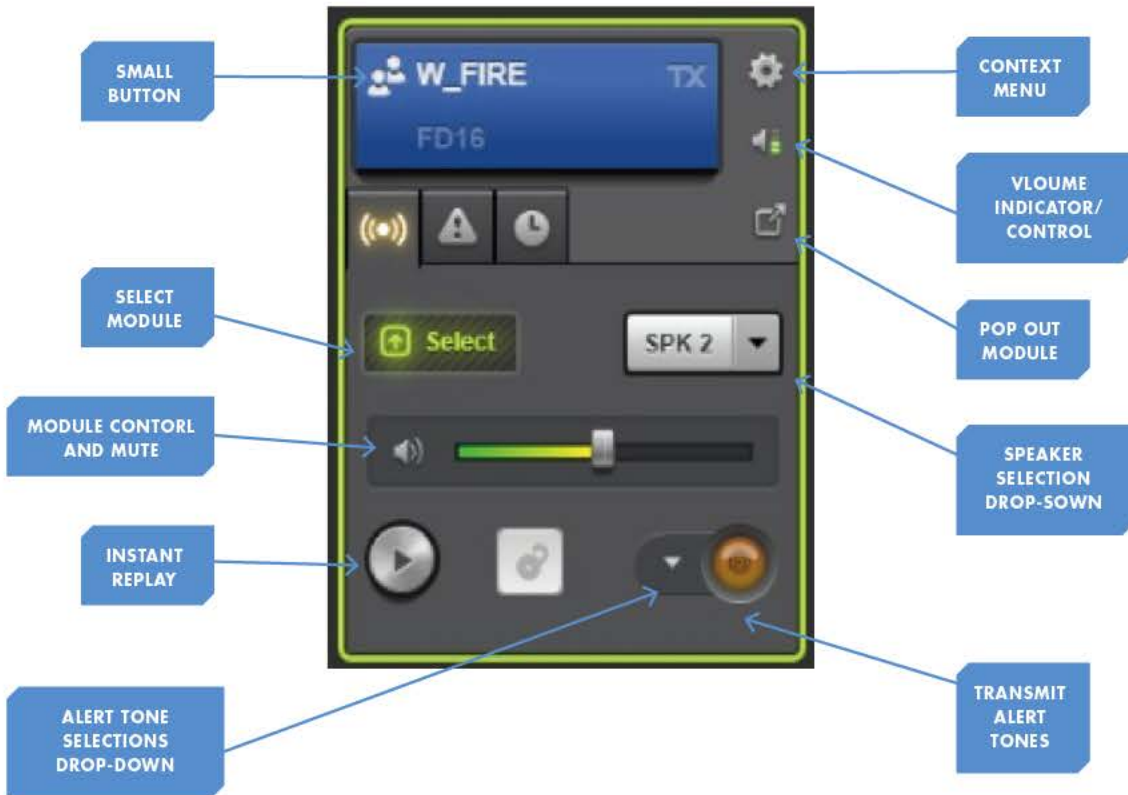 SMALL
BUTTON
W_FIRE
TX
FD16
CONTEXT
MENU
VLOUME
INDICATOR/
CONTROL
SELECT
MODULE
Select
SPK 2
POP OUT
MODULE
MODULE CONTORL
AND MUTE
SPEAKER
SELECTION
DROP-SOWN
INSTANT
REPLAY
ALERT TONE
SELECTIONS
DROP-DOWN
TRANSMIT
ALERT
TONES